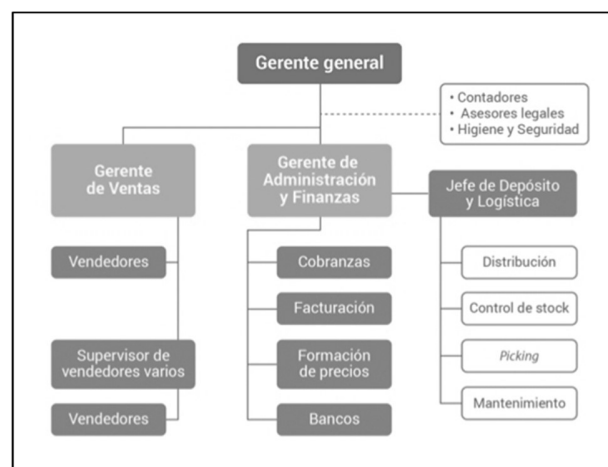 Gerente general
• Contadores
• Asesores legales
• Higiene y Seguridad
Gerente
de Ventas
Gerente de
Administración
y Finanzas
Jefe de Depósito
y Logística
Vendedores
Supervisor de
vendedores varios
Vendedores
Cobranzas
Facturación
Formación
de precios
Bancos
Distribución
Control de stock
Picking
Mantenimiento